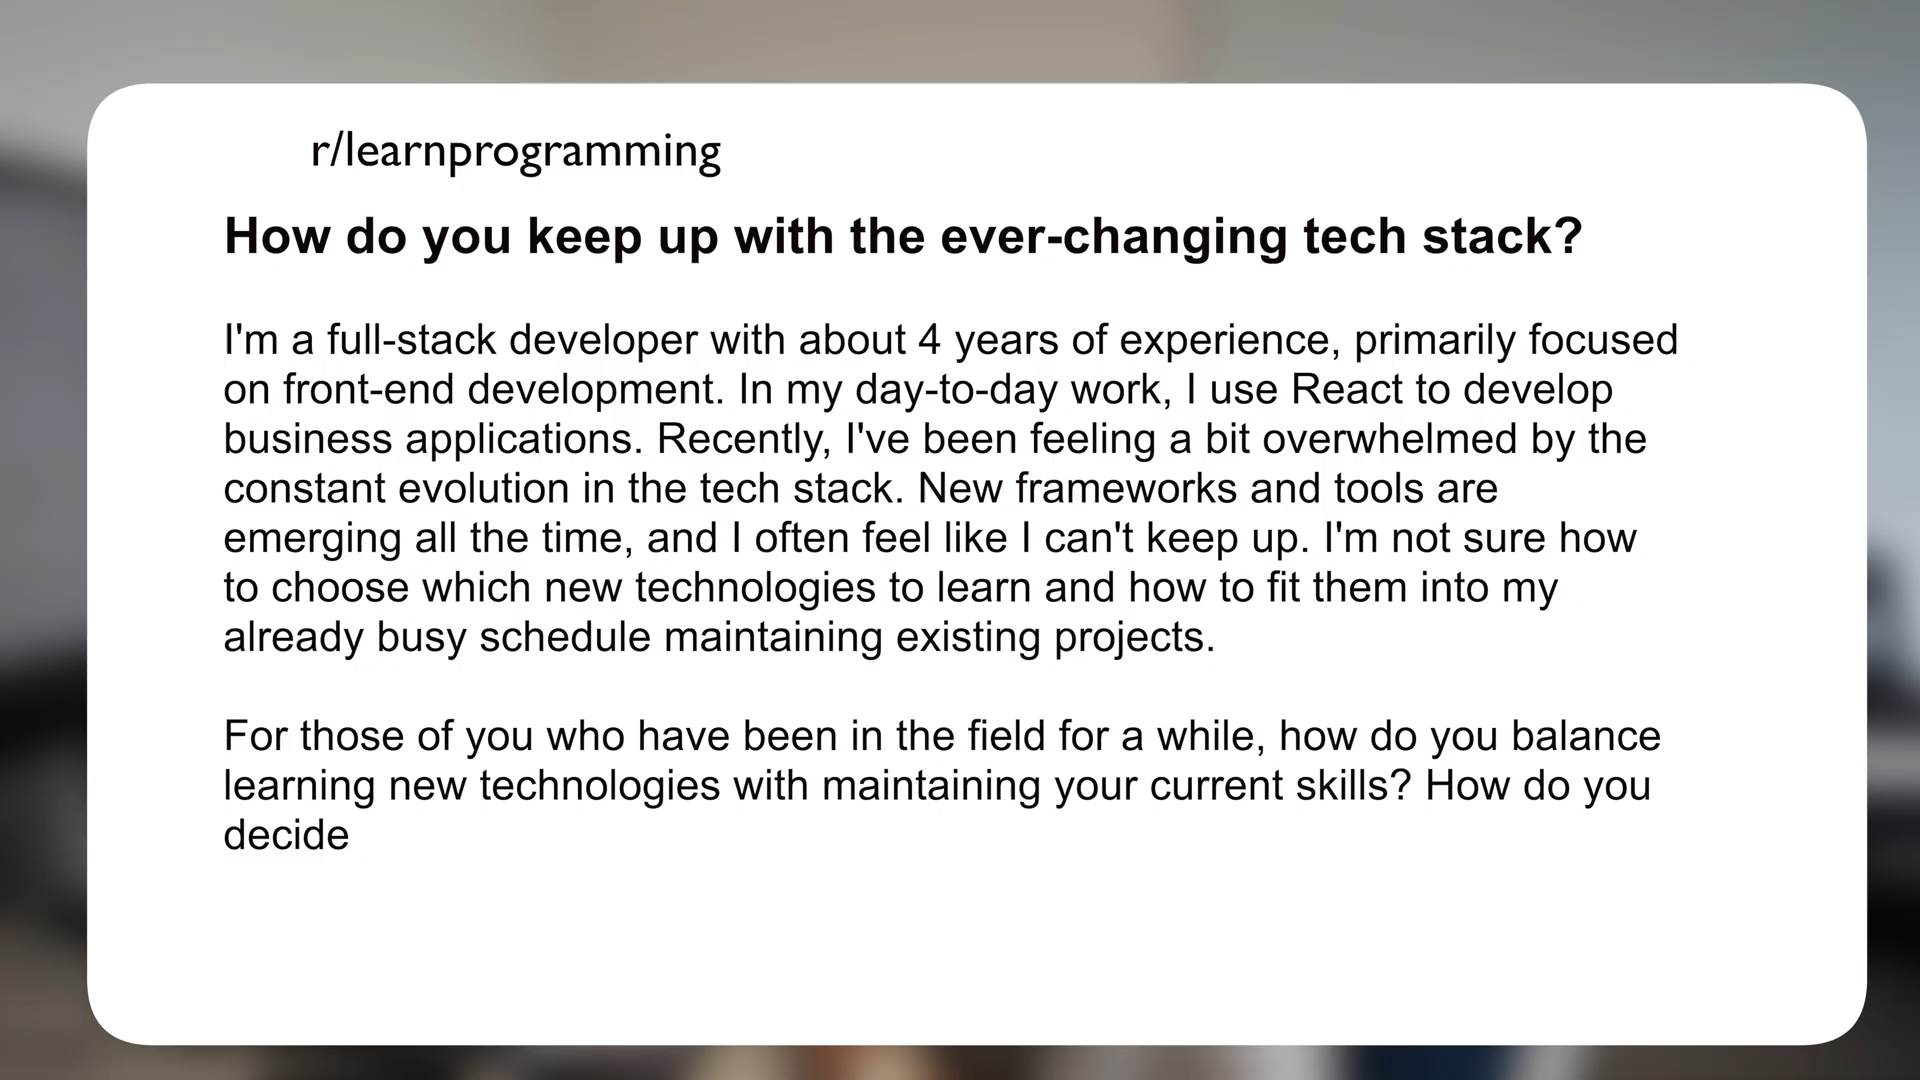 r/learnprogramming
How do you keep up with the ever-changing tech stack?
I'm a full-stack developer with about 4 years of experience, primarily focused
on front-end development. In my day-to-day work, I use React to develop
business applications. Recently, I've been feeling a bit overwhelmed by the
constant evolution in the tech stack. New frameworks and tools are
emerging all the time, and I often feel like I can't keep up. I'm not sure how
to choose which new technologies to learn and how to fit them into my
already busy schedule maintaining existing projects.
For those of you who have been in the field for a while, how do you balance
learning new technologies with maintaining your current skills? How do you
decide